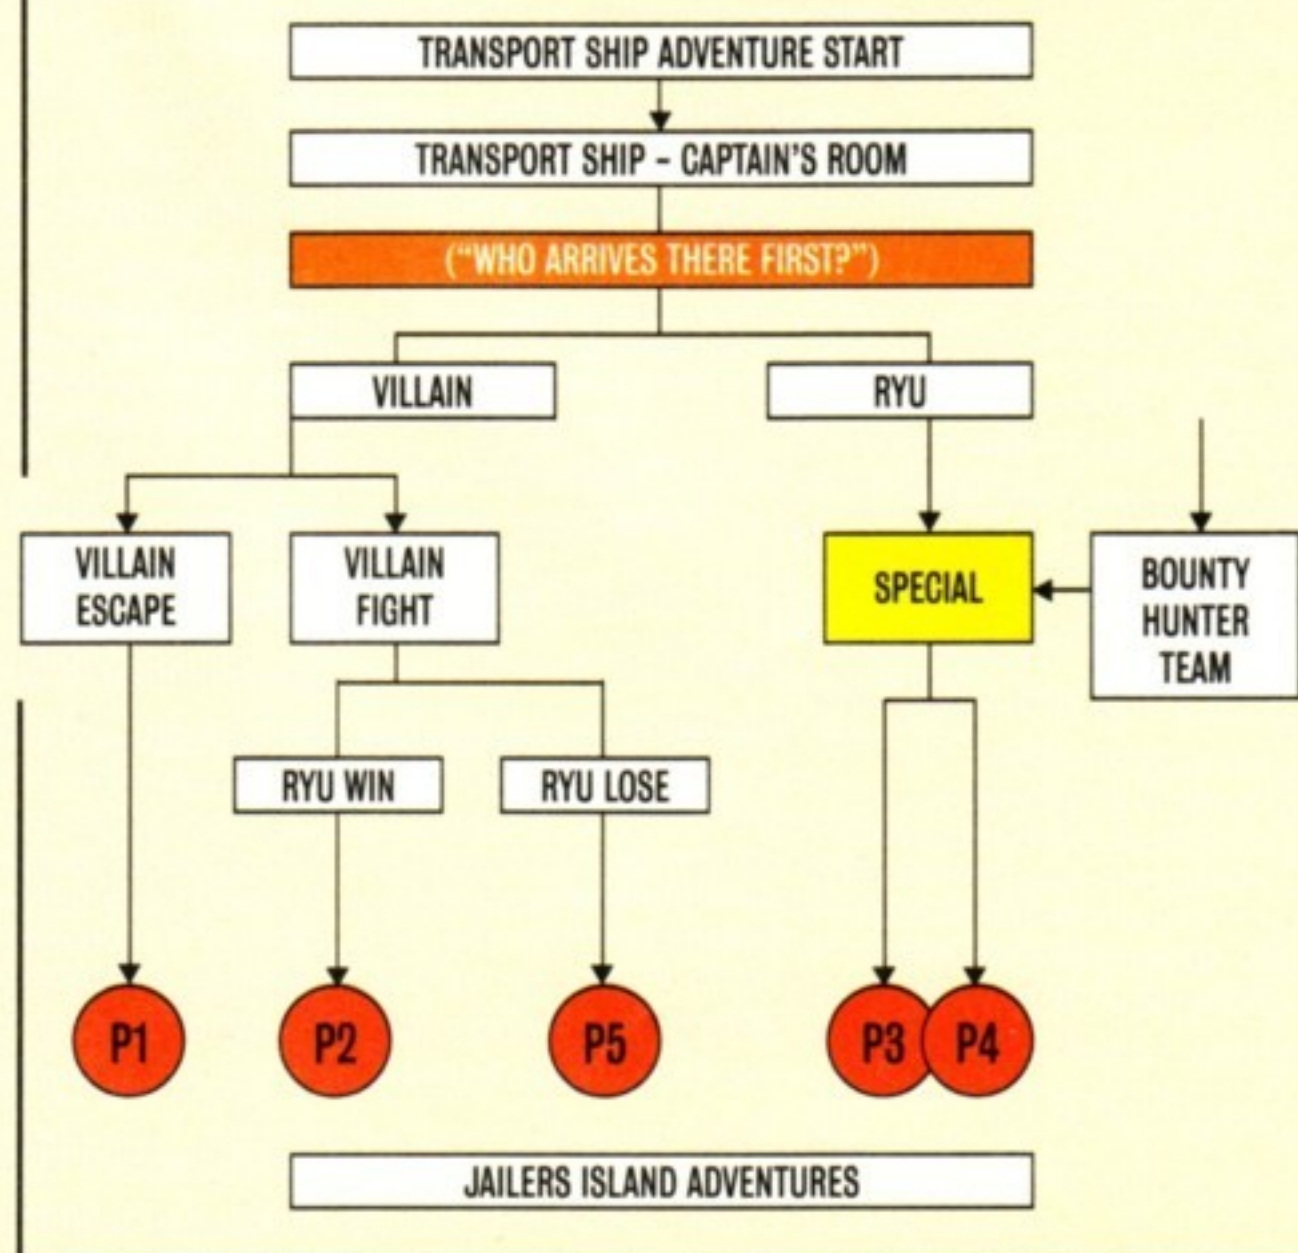 TRANSPORT SHIP ADVENTURE START
TRANSPORT SHIP – CAPTAIN'S ROOM
("WHO ARRIVES THERE FIRST?")
VILLAIN
RYU
VILLAIN
ESCAPE
VILLAIN
FIGHT
SPECIAL
BOUNTY
HUNTER
TEAM
RYU WIN
RYU LOSE
P1
P2
P5
P3
P4
JAILERS ISLAND ADVENTURES